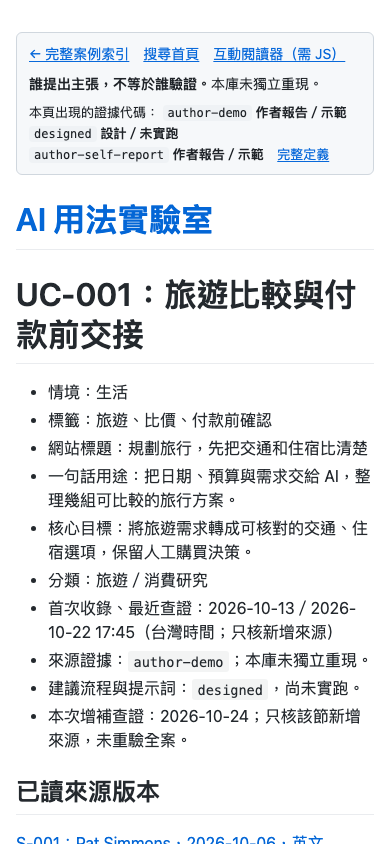 ← 完整案例索引 搜尋首頁 互動閱讀器（需 JS）
誰提出主張，不等於誰驗證。本庫未獨立重現。
本頁出現的證據代碼： author-demo 作者報告 / 示範
designed 設計 / 未實跑
author-self-report 作者報告 / 示範 完整定義
AI 用法實驗室
UC-001：旅遊比較與付
款前交接
• 情境：生活
• 標籤：旅遊、比價、付款前確認
• 網站標題：規劃旅行，先把交通和住宿比清楚
• 一句話用途：把日期、預算與需求交給 AI，整
理幾組可比較的旅行方案。
• 核心目標：將旅遊需求轉成可核對的交通、住
宿選項，保留人工購買決策。
• 分類：旅遊 / 消費研究
• 首次收錄、最近查證：2026-10-13 / 2026-
10-22 17:45（台灣時間；只核新增來源）
• 來源證據： author-demo ；本庫未獨立重現。
• 建議流程與提示詞： designed ，尚未實跑。
• 本次增補查證：2026-10-24；只核該節新增
來源，未重驗全案。
已讀來源版本
S-001：Pat Simmons · 2026-10-06 · 英文